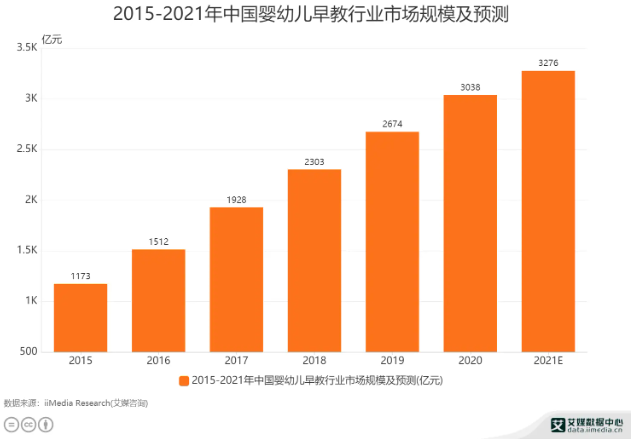 2015-2021年中国婴幼儿早教行业市场规模及预测
亿元
3.5K
3K
2.5K
2K
1.5K
1K
500
1173
1512
1928
2303
2674
3038
3276
2015 2016 2017 2018 2019 2020 2021E
2015-2021年中国婴幼儿早教行业市场规模及预测(亿元)
数据来源：iiMedia Research(艾媒咨询)
艾媒数据中心
data.iimedia.cn